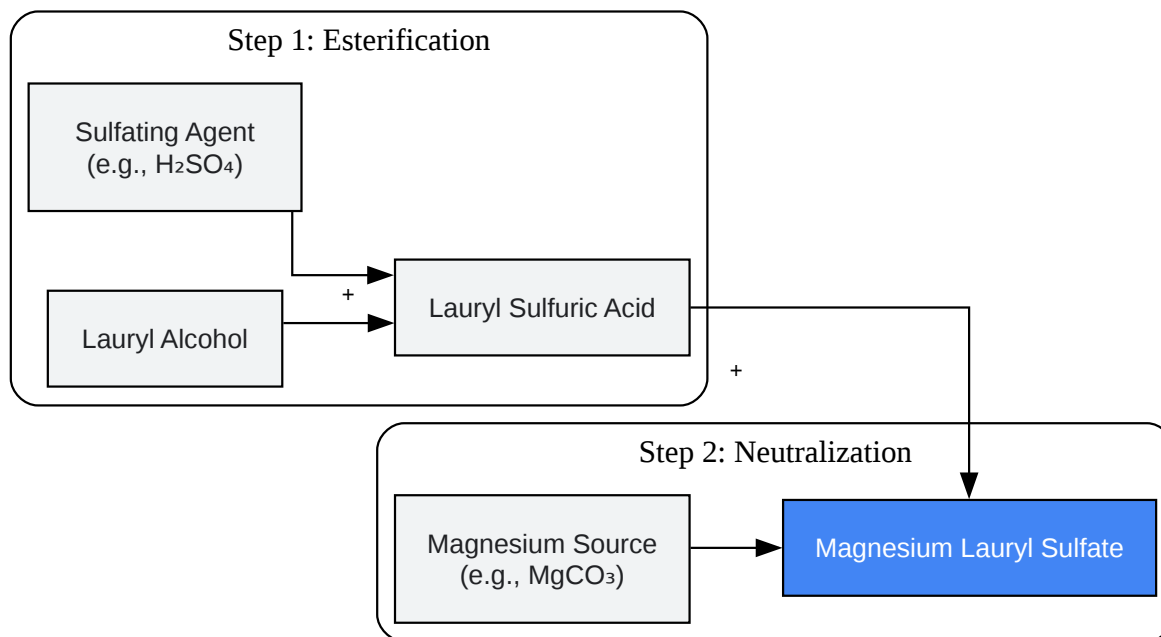 Step 1: Esterification
Sulfating Agent
(e.g., H₂SO₄)
+
Lauryl Alcohol
Lauryl Sulfuric Acid
+
Step 2: Neutralization
Magnesium Source
(e.g., MgCO₃)
Magnesium Lauryl Sulfate